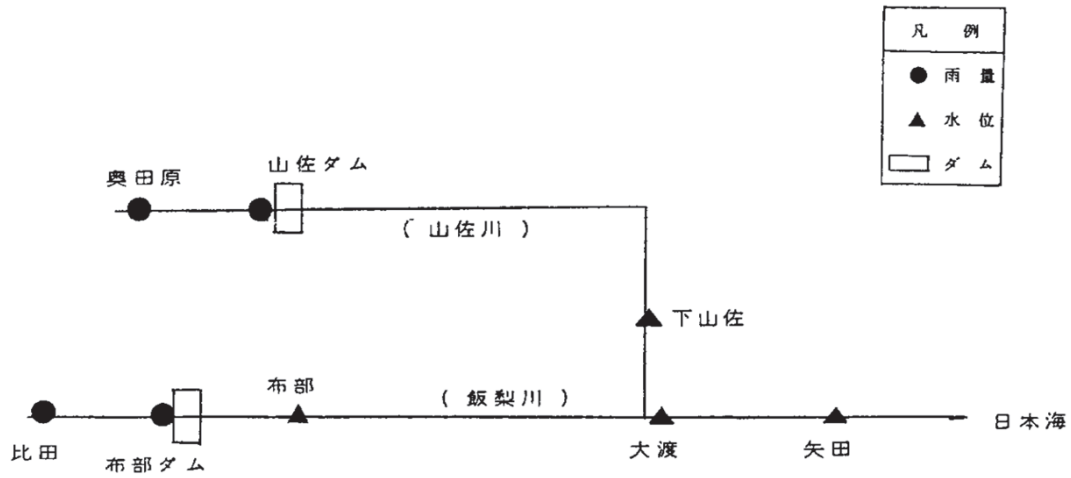 凡 例
雨 量
水 位
ダ ム
山佐ダム
奥田原
( 山佐川 )
下山佐
布部
( 飯梨川 )
日本海
比田
布部ダム
大渡
矢田